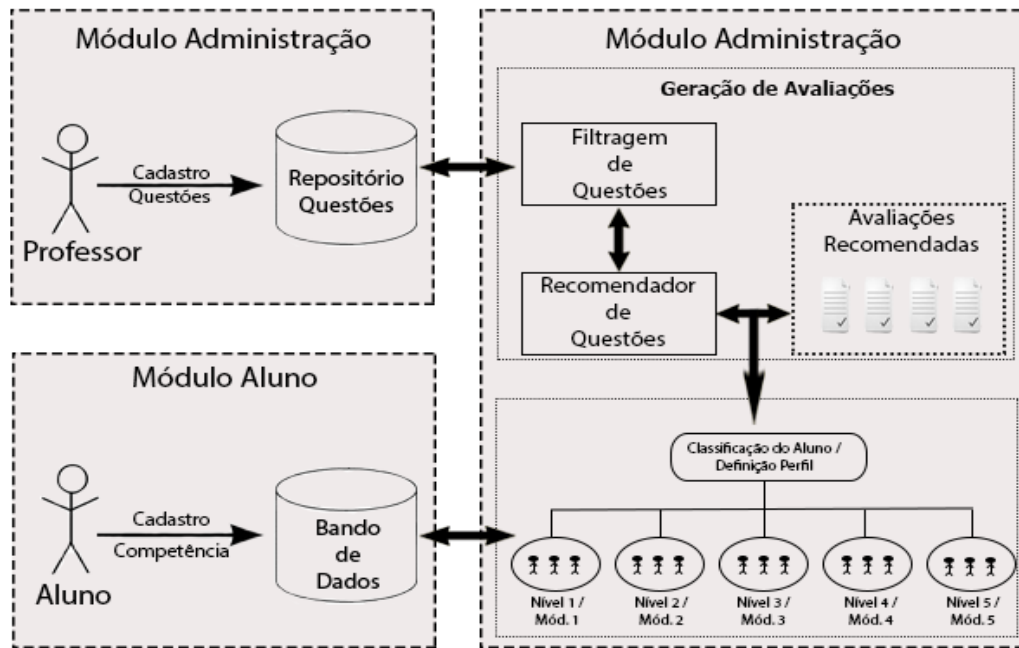 Módulo Administração
Cadastro
Questões
Professor
Repositório
Questões
Módulo Administração
Geração de Avaliações
Filtragem
de
Questões
Recomendador
de
Questões
Avaliações
Recomendadas
Módulo Aluno
Cadastro
Competência
Aluno
Bando
de
Dados
Classificação do Aluno /
Definição Perfil
Nível 1 /
Mód. 1
Nível 2 /
Mód. 2
Nível 3 /
Mód. 3
Nível 4 /
Mód. 4
Nível 5 /
Mód. 5